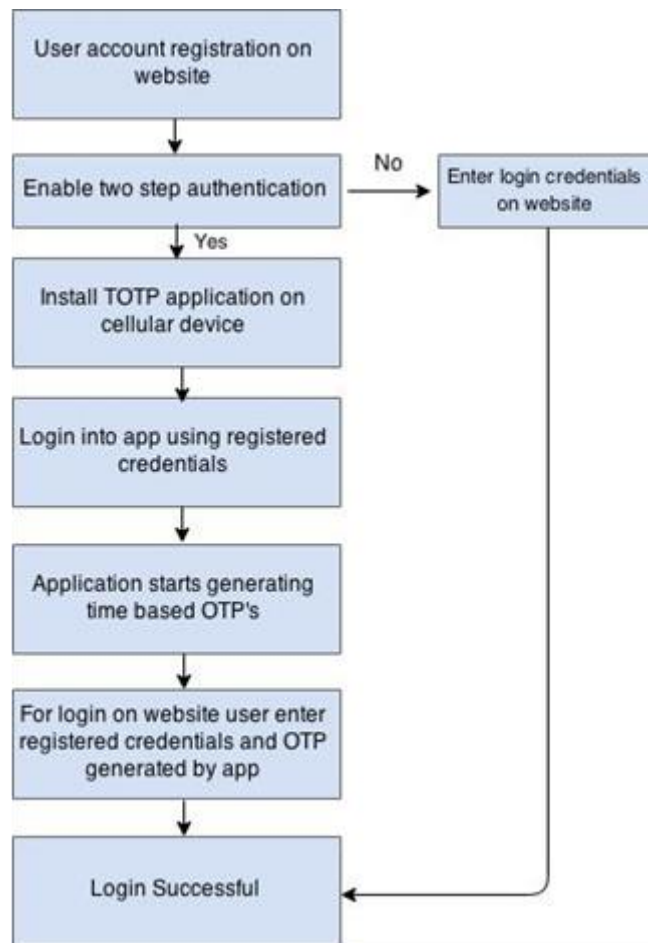 User account registration on
website
Enable two step authentication
No
Enter login credentials
on website
Yes
Install TOTP application on
cellular device
Login into app using registered
credentials
Application starts generating
time based OTP's
For login on website user enter
registered credentials and OTP
generated by app
Login Successful